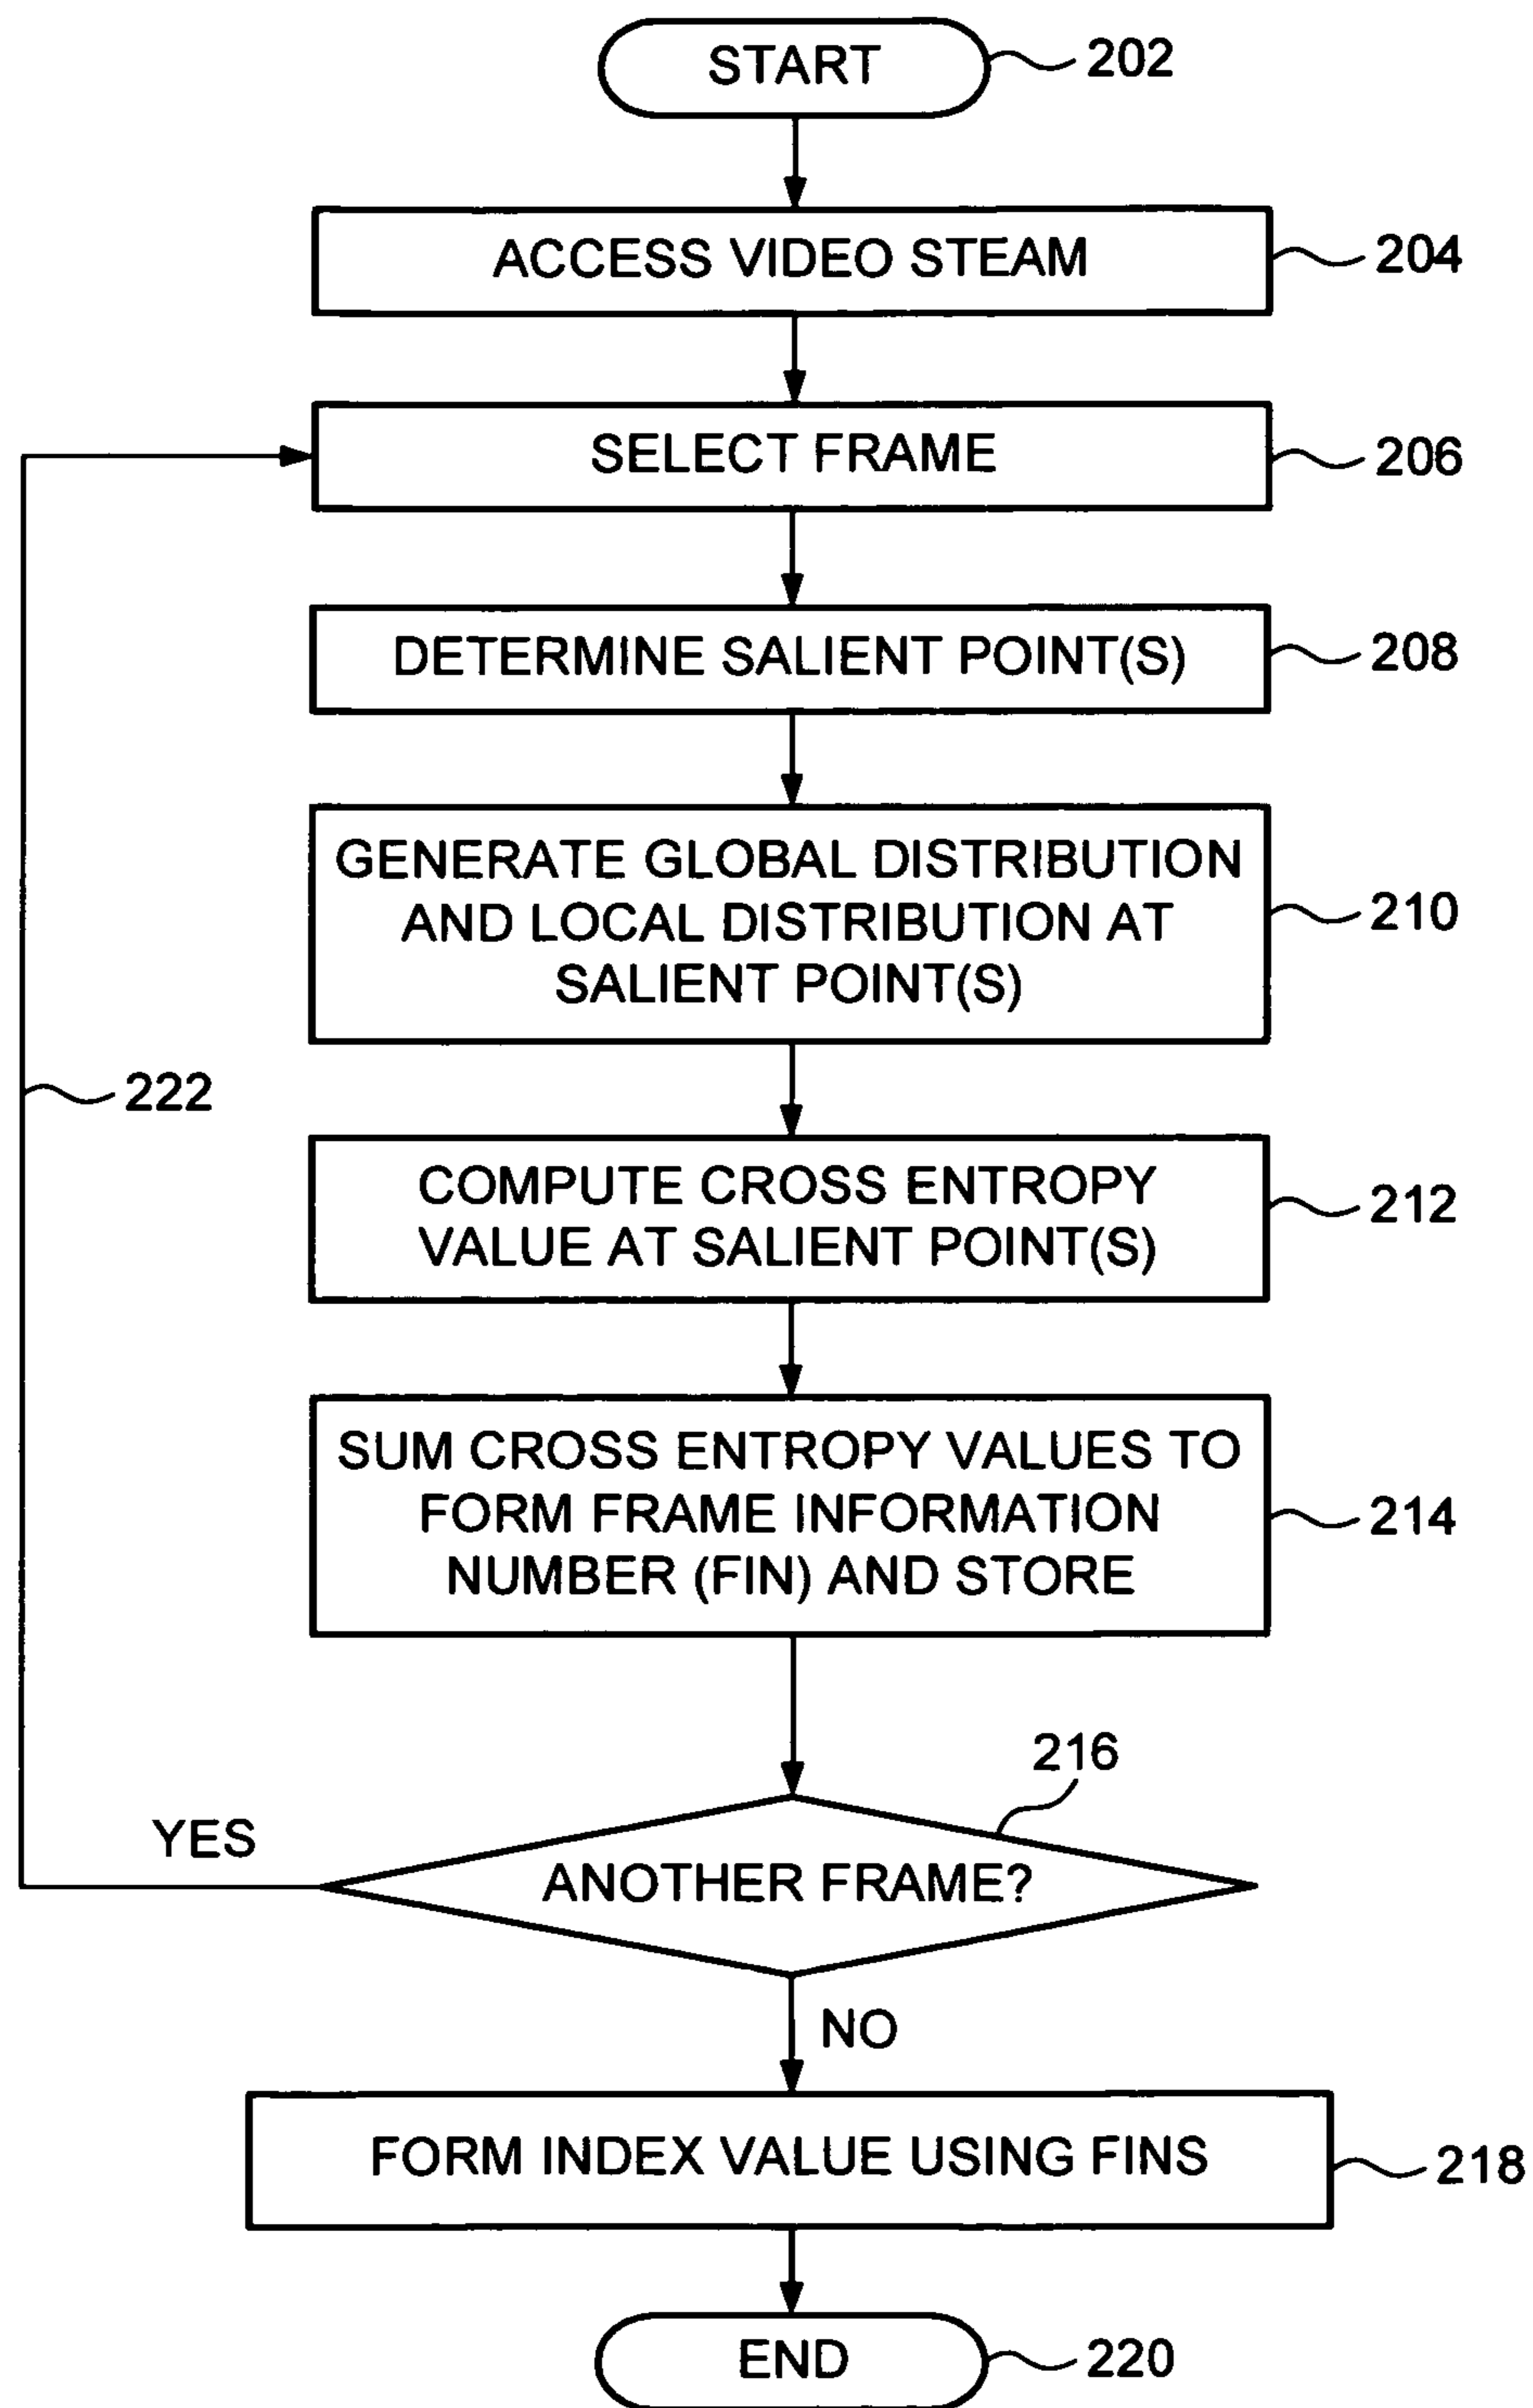 START
202
ACCESS VIDEO STEAM
204
SELECT FRAME
206
DETERMINE SALIENT POINT(S)
208
GENERATE GLOBAL DISTRIBUTION
AND LOCAL DISTRIBUTION AT
SALIENT POINT(S)
210
222
COMPUTE CROSS ENTROPY
VALUE AT SALIENT POINT(S)
212
SUM CROSS ENTROPY VALUES TO
FORM FRAME INFORMATION
NUMBER (FIN) AND STORE
214
216
YES
ANOTHER FRAME?
NO
FORM INDEX VALUE USING FINS
218
END
220